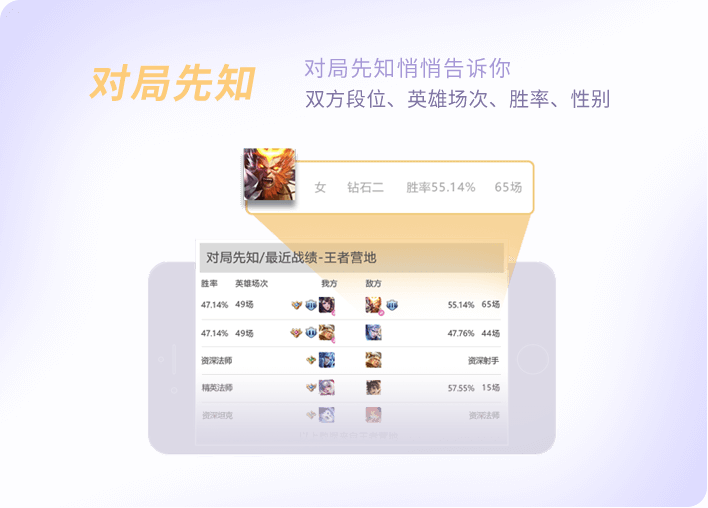 对局先知
对局先知悄悄告诉你
双方段位、英雄场次、胜率、性别
女 钻石二 胜率55.14% 65场
对局先知/最近战绩-王者营地
胜率 英雄场次 我方 敌方
47.14% 49场 55.14% 65场
47.14% 49场 47.76% 44场
资深法师 资深射手
精英法师 57.55% 15场
资深坦克 资深法师